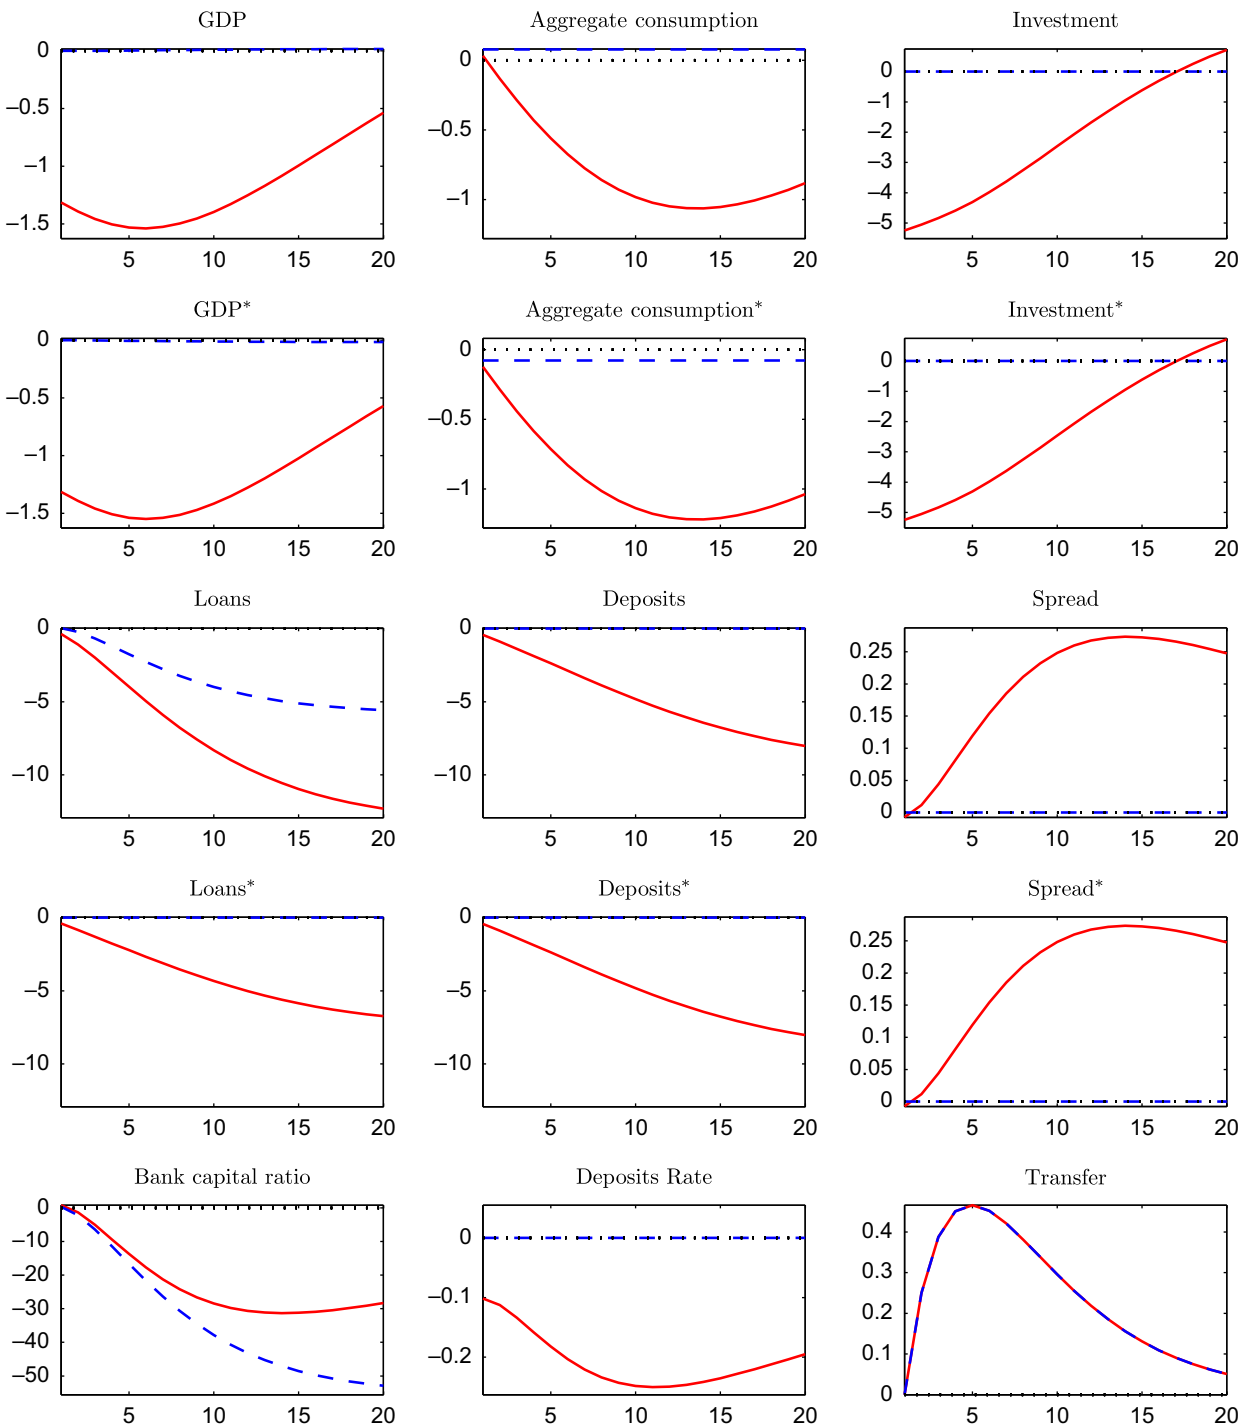 GDP Aggregate consumption Investment
0 0 0
−0.5 −0.5 −1
−1 −1 −2
−1.5 −3
−4
−5
5 10 15 20 5 10 15 20 5 10 15 20
GDP* Aggregate consumption* Investment*
0 0 0
−0.5 −1
−1 −1 −2
−1.5 −3
−4
−5
5 10 15 20 5 10 15 20 5 10 15 20
Loans Deposits Spread
0 0 0.25
−5 −5 0.2
−10 −10 0.15
0.1
0.05
0
5 10 15 20 5 10 15 20 5 10 15 20
Loans* Deposits* Spread*
0 0 0.25
−5 −5 0.2
−10 −10 0.15
0.1
0.05
0
5 10 15 20 5 10 15 20 5 10 15 20
Bank capital ratio Deposits Rate Transfer
0 0 0.4
−10 −0.1 0.3
−20 −0.2 0.2
−30 0.1
−40 0
−50
5 10 15 20 5 10 15 20 5 10 15 20